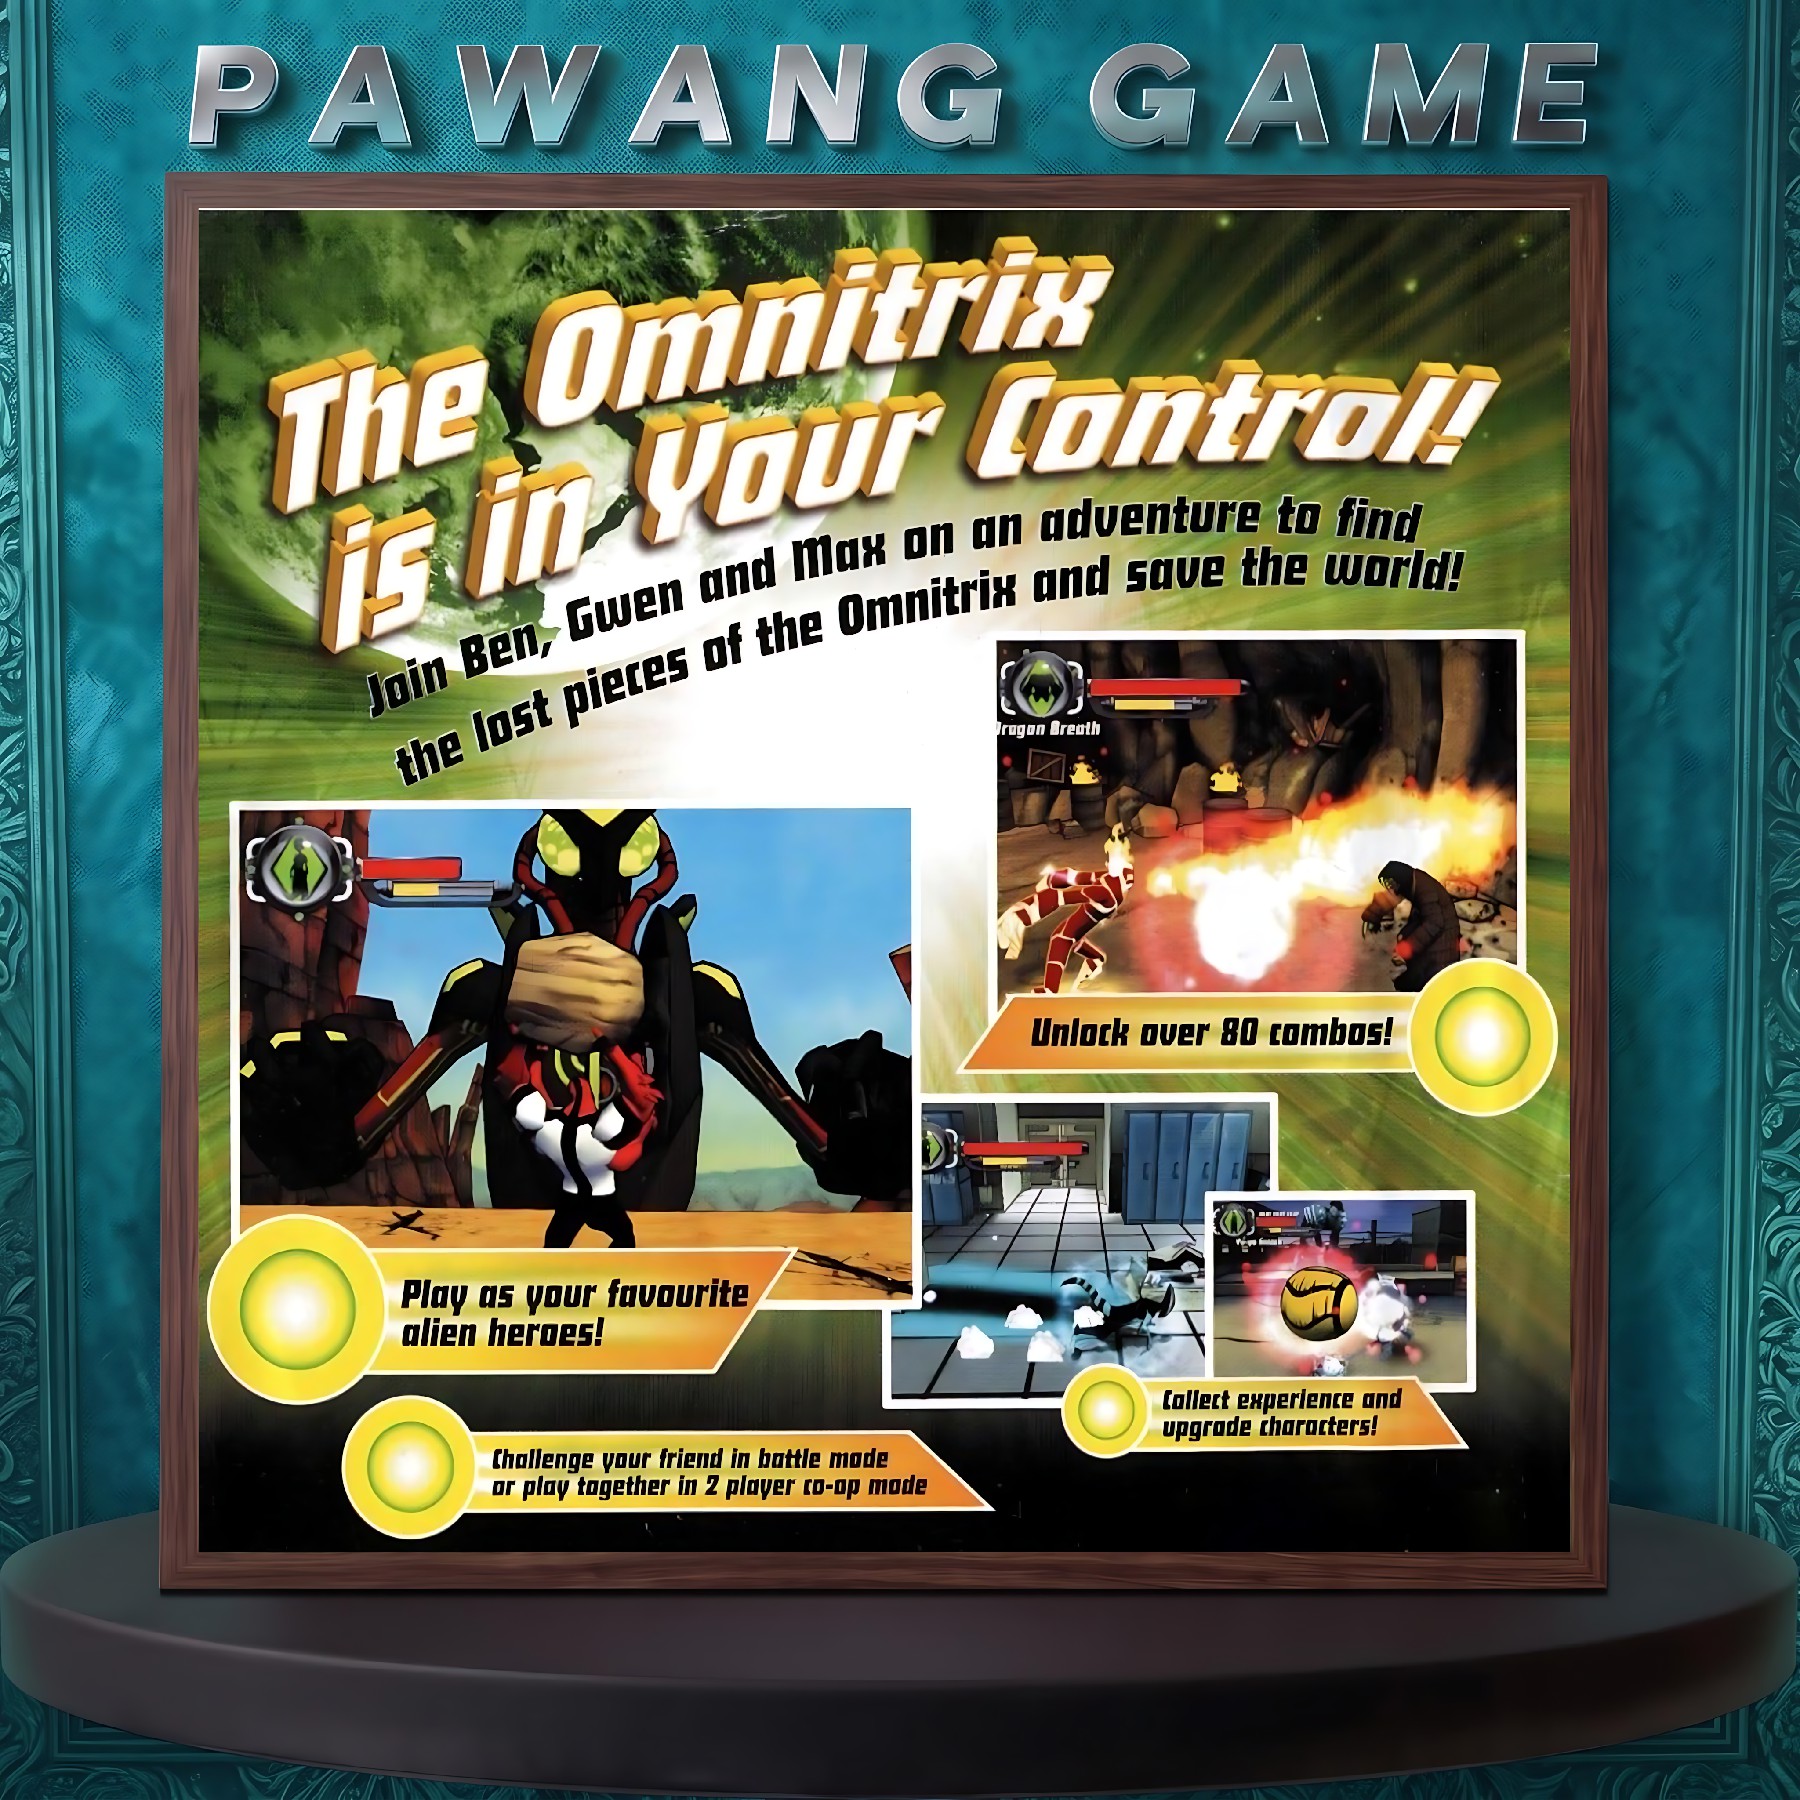 PAWANG GAME
The Omnitrix
is in Your Control!
Join Ben, Gwen and Max on an adventure to find
the lost pieces of the Omnitrix and save the world!
Dragon Breath
Unlock over 80 combos!
Play as your favourite
alien heroes!
Collect experience and
upgrade characters!
Challenge your friend in battle mode
or play together in 2 player co-op mode